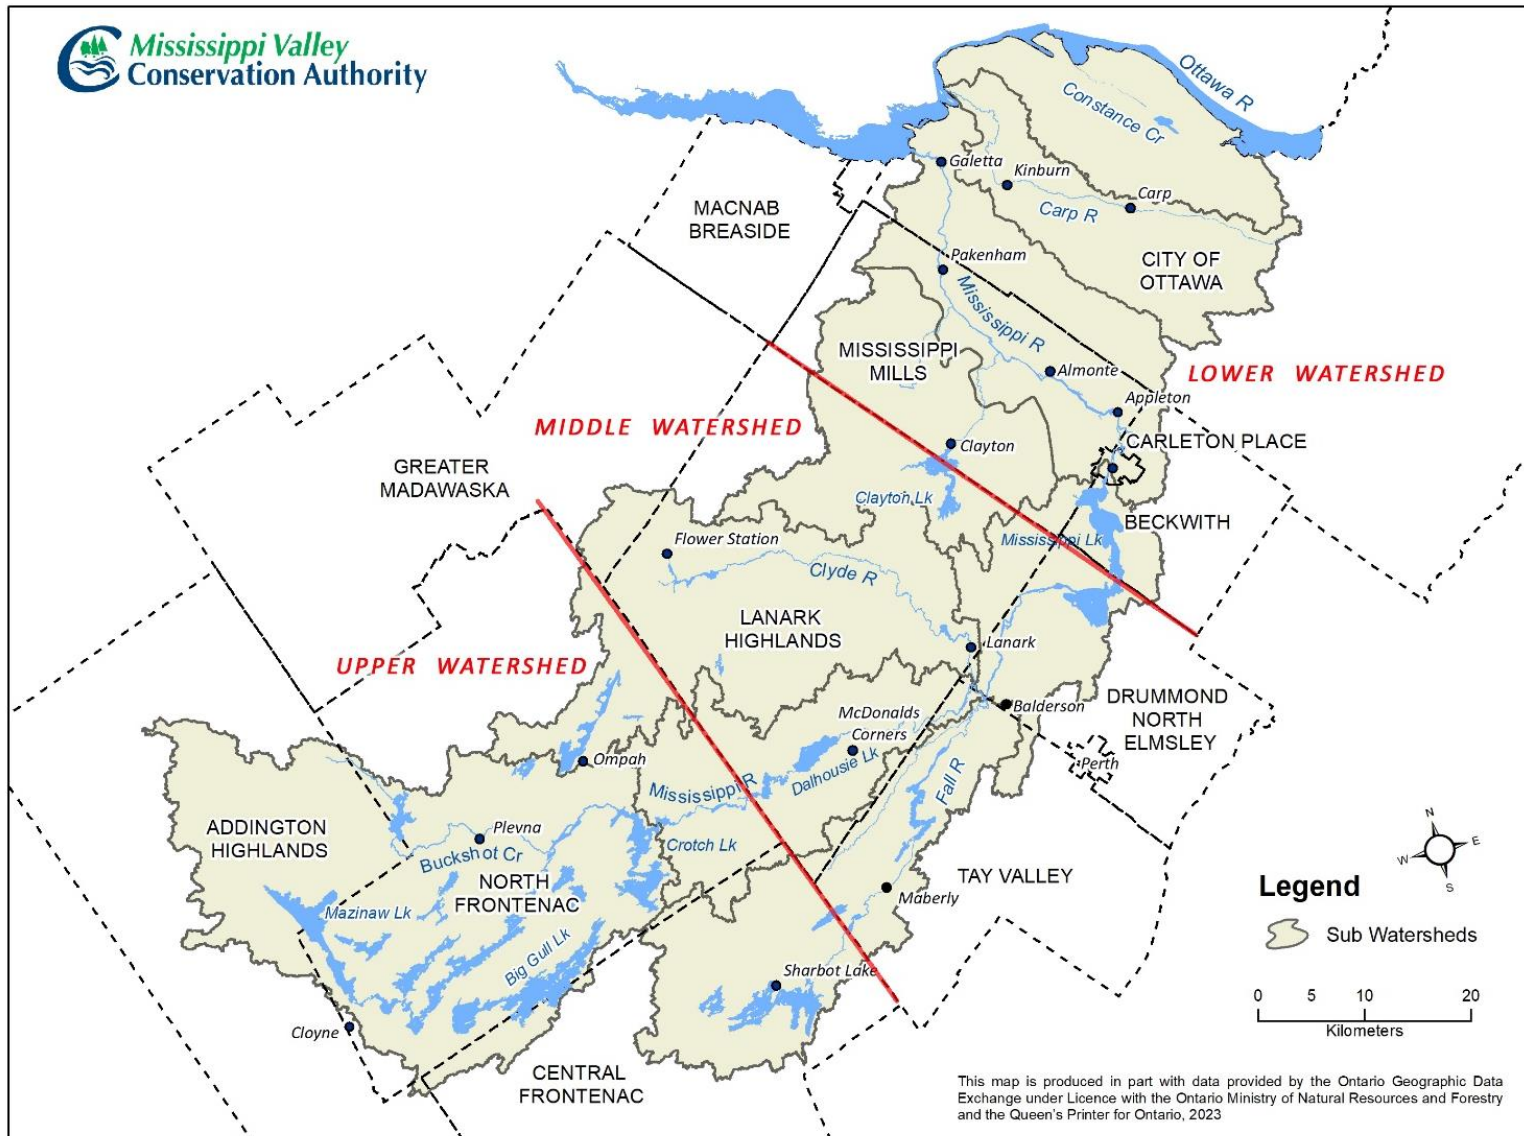 Mississippi Valley
Conservation Authority
Ottawa R
Constance Cr
Galetta
Kinburn
Carp
Carp R
MACNAB
BREASIDE
CITY OF
OTTAWA
Pakenham
Mississippi R
MISSISSIPPI
MILLS
Almonte
LOWER WATERSHED
Appleton
MIDDLE WATERSHED
Clayton
CARLETON PLACE
GREATER
MADAWASKA
Clayton Lk
BECKWITH
Flower Station
Mississippi Lk
Clyde R
LANARK
HIGHLANDS
Lanark
UPPER WATERSHED
DRUMMOND
NORTH
ELMSLEY
Balderson
McDonalds
Corners
Ompah
Perth
Dalhousie Lk
Fall R
Mississippi R
ADDINGTON
HIGHLANDS
Plevna
Crotch Lk
Buckshot Cr
NORTH
FRONTENAC
TAY VALLEY
Maberly
Mazinaw Lk
Big Gull Lk
Sharbot Lake
Cloyne
CENTRAL
FRONTENAC
N
W
E
S
Legend
Sub Watersheds
0 5 10 20
Kilometers
This map is produced in part with data provided by the Ontario Geographic Data
Exchange under Licence with the Ontario Ministry of Natural Resources and Forestry
and the Queen's Printer for Ontario, 2023